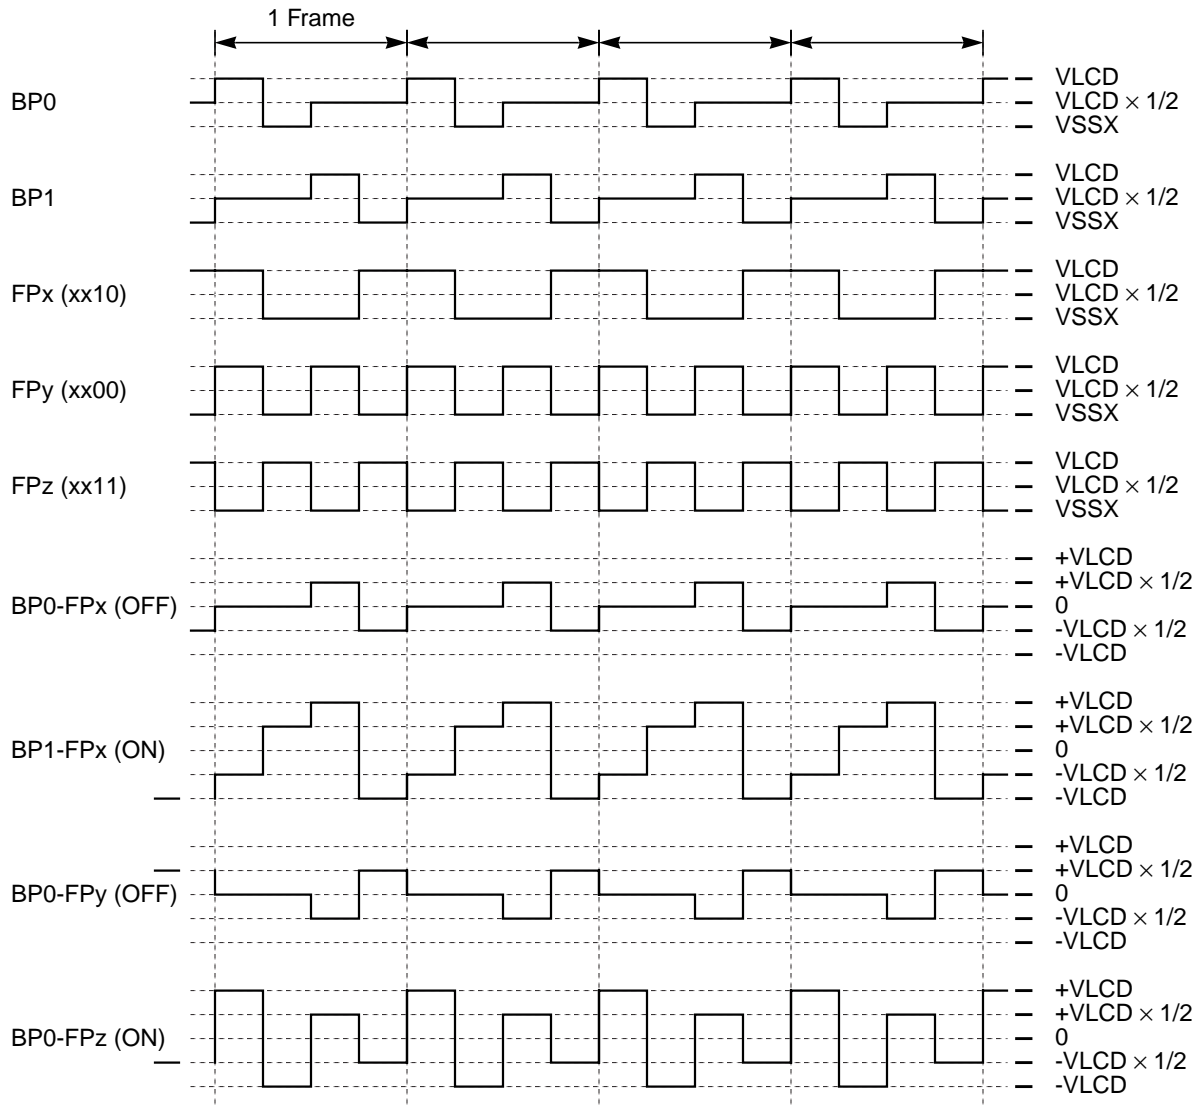 1 Frame
BP0
VLCD
VLCD × 1/2
VSSX
BP1
VLCD
VLCD × 1/2
VSSX
FPx (xx10)
VLCD
VLCD × 1/2
VSSX
FPy (xx00)
VLCD
VLCD × 1/2
VSSX
FPz (xx11)
VLCD
VLCD × 1/2
VSSX
BP0-FPx (OFF)
+VLCD
+VLCD × 1/2
0
-VLCD × 1/2
-VLCD
BP1-FPx (ON)
+VLCD
+VLCD × 1/2
0
-VLCD × 1/2
-VLCD
BP0-FPy (OFF)
+VLCD
+VLCD × 1/2
0
-VLCD × 1/2
-VLCD
BP0-FPz (ON)
+VLCD
+VLCD × 1/2
0
-VLCD × 1/2
-VLCD